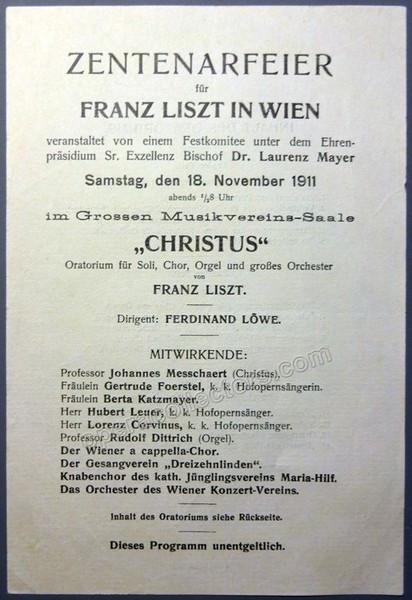 ZENTENARFEIER
für
FRANZ LISZT IN WIEN
veranstaltet von einem Festkomitee unter dem Ehren-
präsidium Sr. Exzellenz Bischof Dr. Laurenz Mayer
Samstag, den 18. November 1911
abends ½8 Uhr
im Grossen Musikvereins-Saale
„CHRISTUS“
Oratorium für Soli, Chor, Orgel und großes Orchester
von
FRANZ LISZT.
Dirigent: FERDINAND LÖWE.
MITWIRKENDE:
Professor Johannes Messchaert (Christus).
Fräulein Gertrude Foerstel, k. k. Hofopernsängerin.
Fräulein Berta Katzmayer.
Herr Hubert Leuer, k. k. Hofopernsänger.
Herr Lorenz Corvinus, k. k. Hofopernsänger.
Professor Rudolf Dittrich (Orgel).
Der Wiener a cappella-Chor.
Der Gesangverein „Dreizehnlinden“.
Knabenchor des kath. Jünglingsvereins Maria-Hilf.
Das Orchester des Wiener Konzert-Vereins.
Inhalt des Oratoriums siehe Rückseite.
Dieses Programm unentgeltlich.